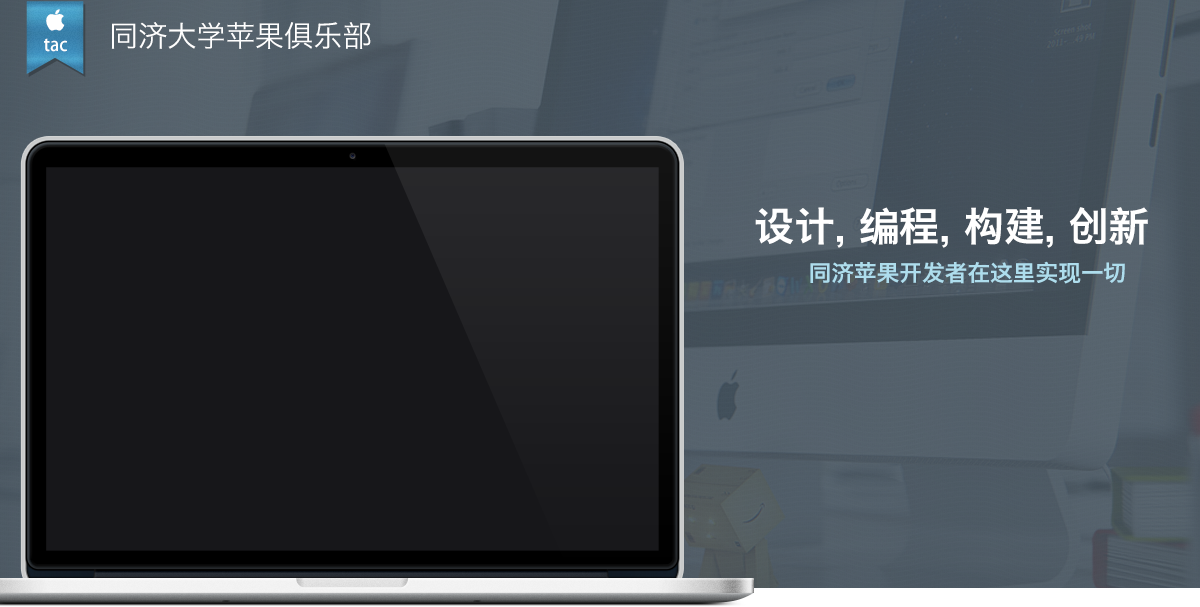 tac
同济大学苹果俱乐部
设计, 编程, 构建, 创新
同济苹果开发者在这里实现一切